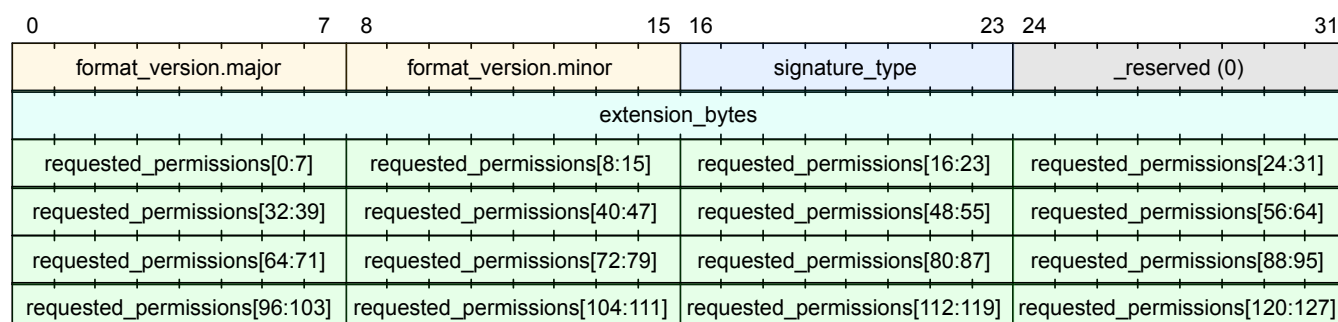 0 7 8 15 16 23 24 31
format_version.major format_version.minor signature_type _reserved (0)
extension_bytes
requested_permissions[0:7] requested_permissions[8:15] requested_permissions[16:23] requested_permissions[24:31]
requested_permissions[32:39] requested_permissions[40:47] requested_permissions[48:55] requested_permissions[56:64]
requested_permissions[64:71] requested_permissions[72:79] requested_permissions[80:87] requested_permissions[88:95]
requested_permissions[96:103] requested_permissions[104:111] requested_permissions[112:119] requested_permissions[120:127]